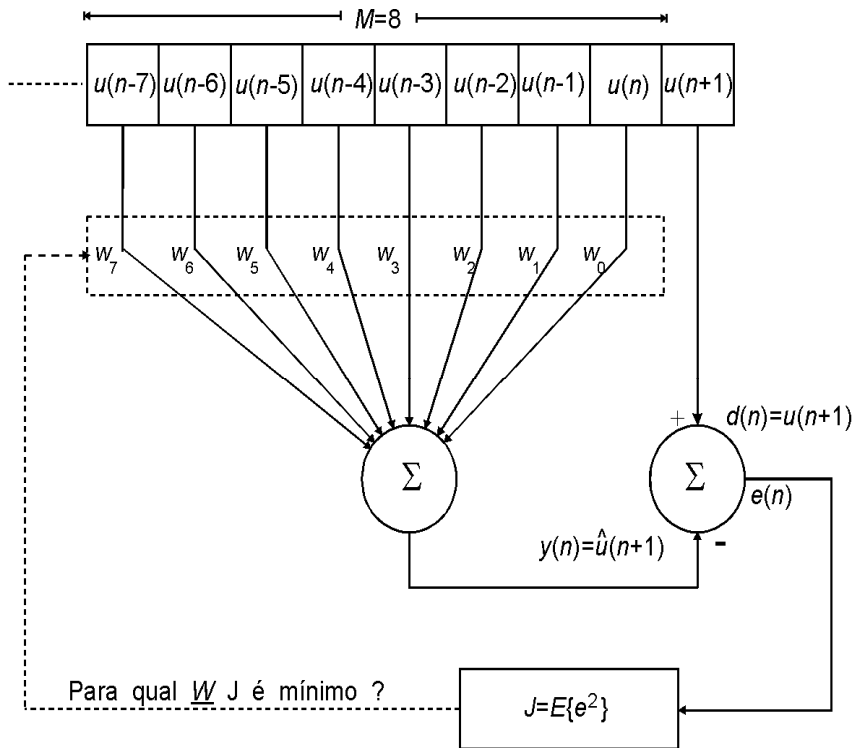 M=8
u(n-7) u(n-6) u(n-5) u(n-4) u(n-3) u(n-2) u(n-1) u(n) u(n+1)
W₇ W₆ W₅ W₄ W₃ W₂ W₁ W₀
+ d(n)=u(n+1)
Σ Σ
e(n)
y(n)=û(n+1) -
Para qual W J é mínimo ?
J=E{e²}